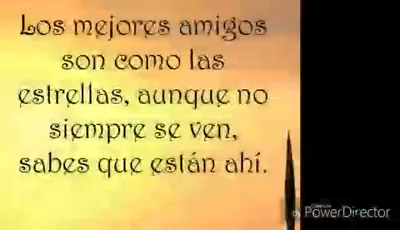 Los mejores amigos
son como las
estrellas, aunque no
siempre se ven,
sabes que están ahí.
PowerDirector